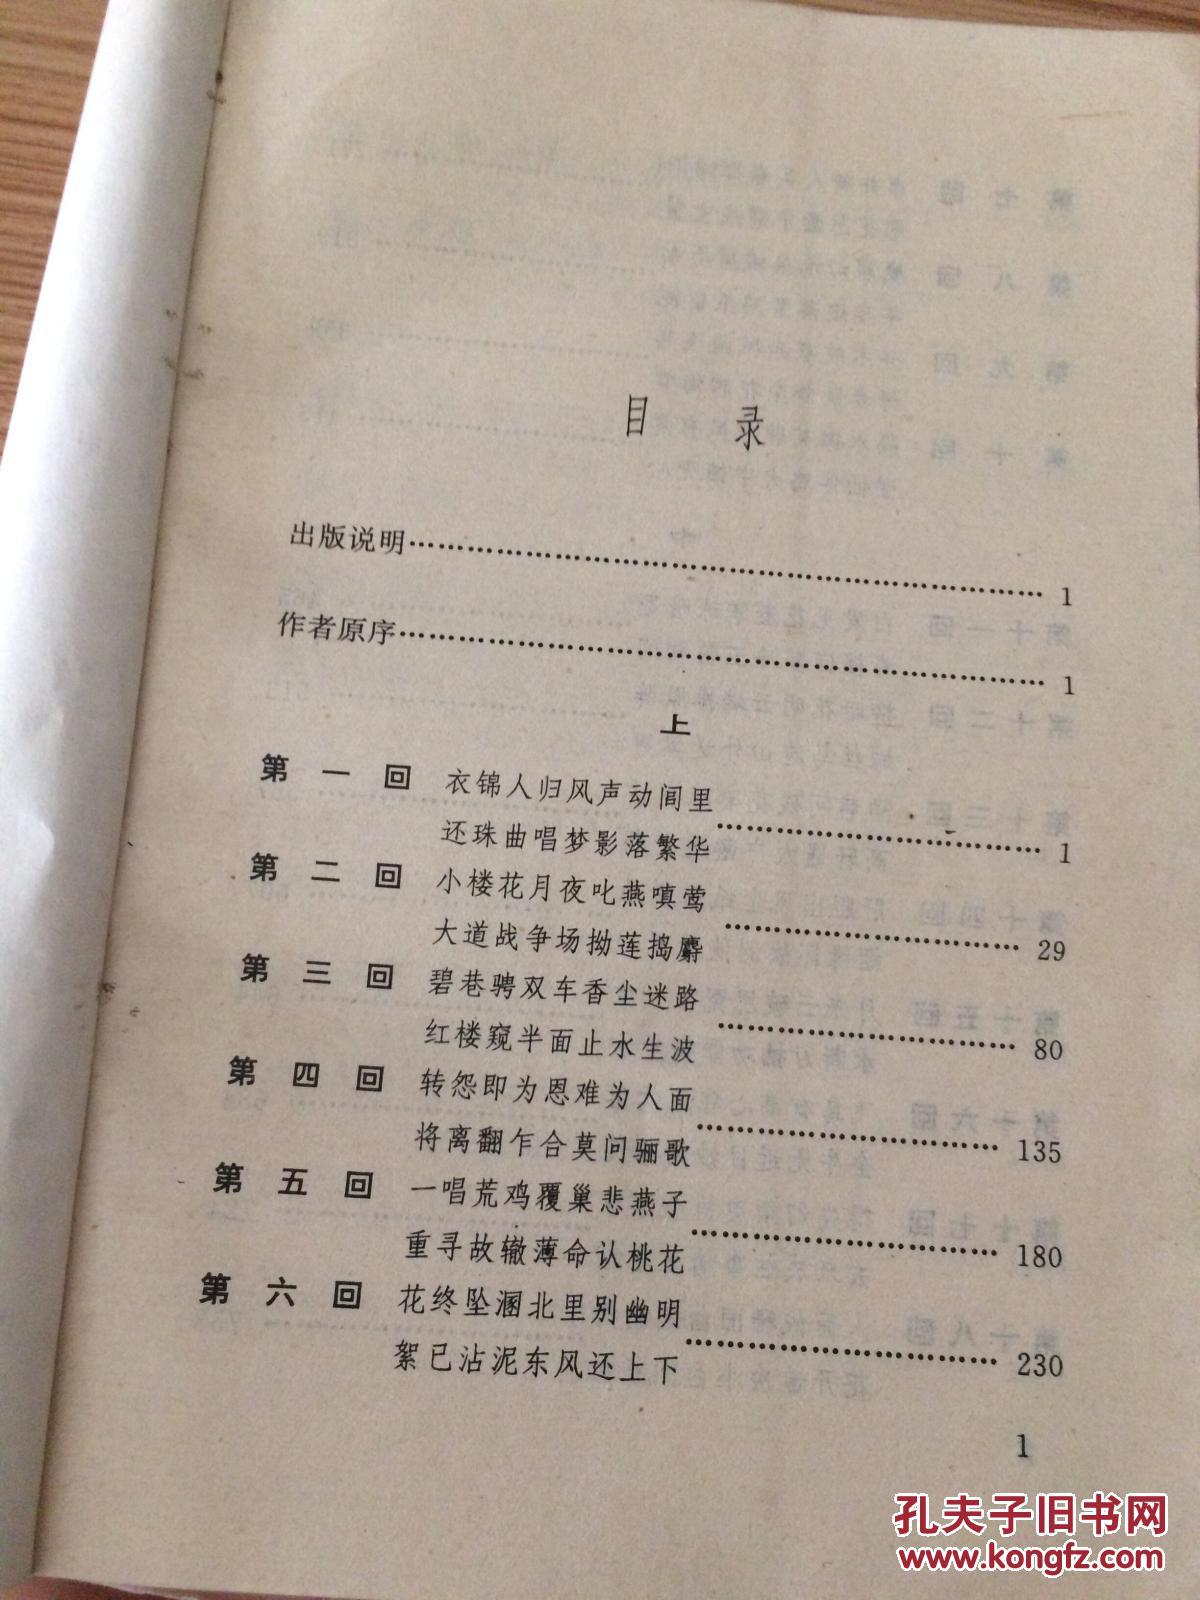 目 录
出版说明 1
作者原序 1
上
第一回 衣锦人归风声动闾里
还珠曲唱梦影落繁华 1
第二回 小楼花月夜叱燕嗔莺
大道战争场拗莲捣麝 29
第三回 碧巷骋双车香尘迷路
红楼窥半面止水生波 80
第四回 转怨即为恩难为人面
将离翻乍合莫问骊歌 135
第五回 一唱荒鸡覆巢悲燕子
重寻故辙薄命认桃花 180
第六回 花终坠溷北里别幽明
絮已沾泥东风还上下 230
1
孔夫子旧书网
www.kongfz.com